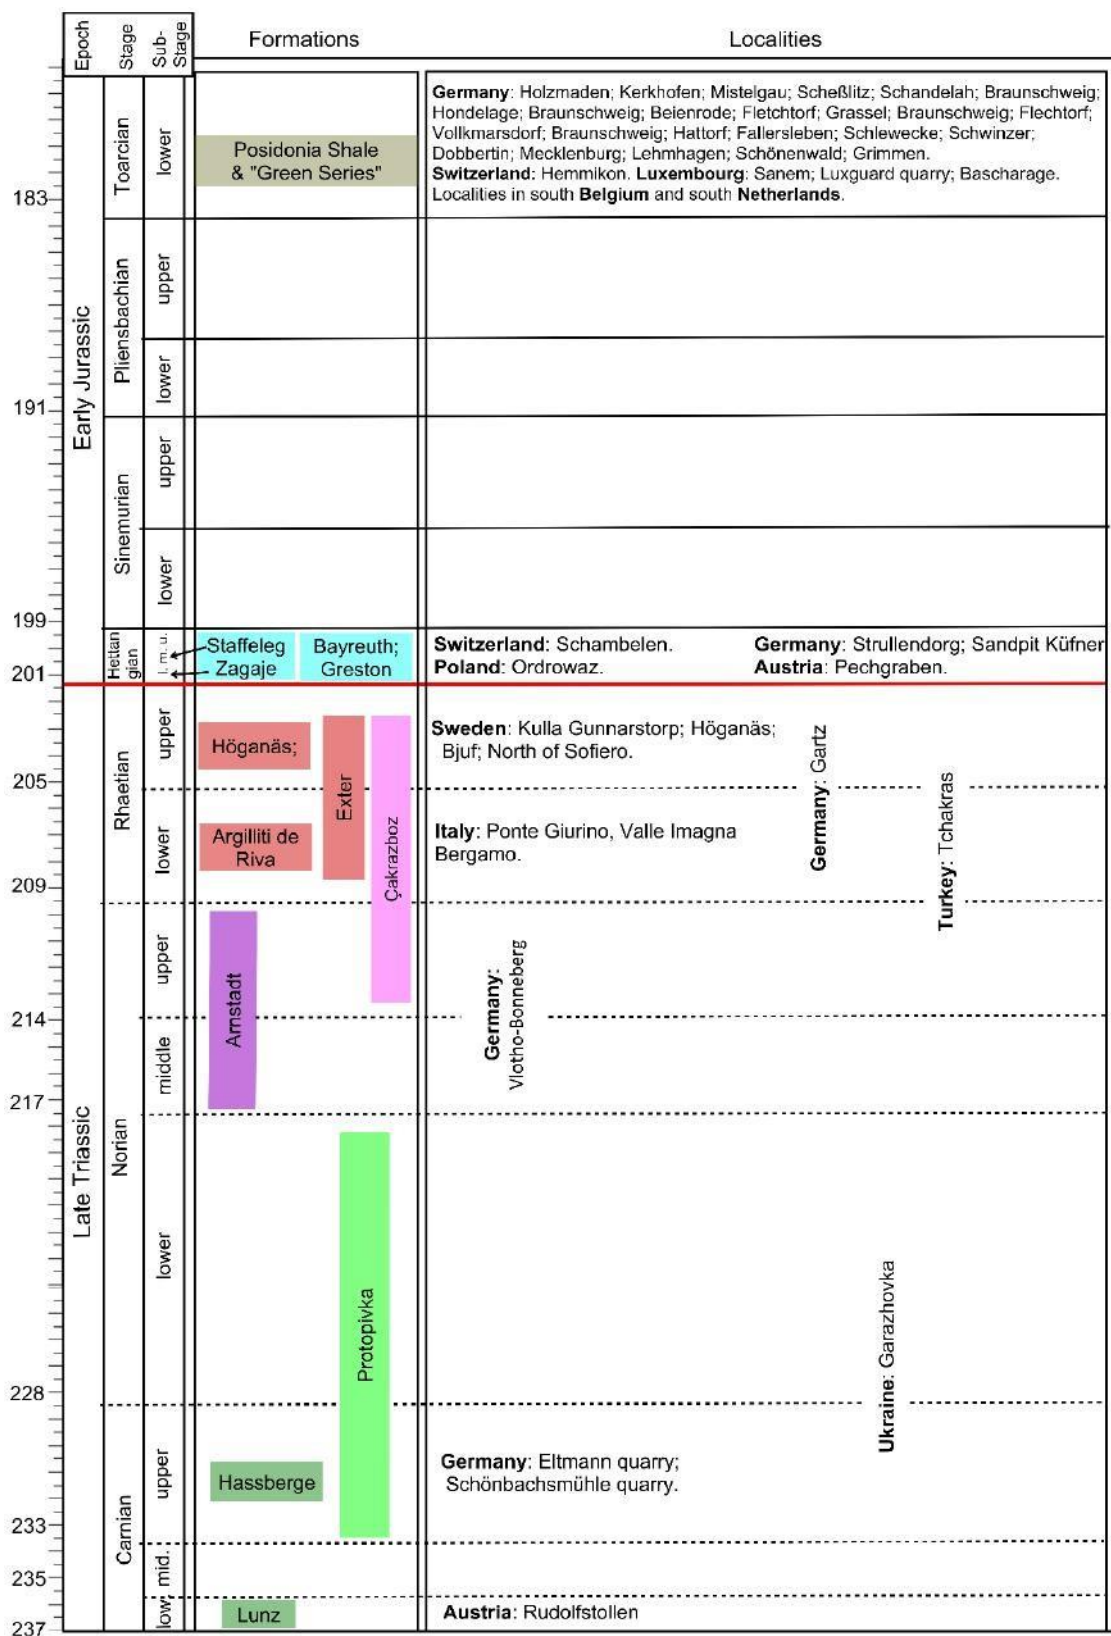 Epoch
Stage
Sub-
Stage
Formations
Localities
Early Jurassic
Late Triassic
Toarcian
lower
Posidonia Shale
& "Green Series"
Germany: Holzmaden; Kerkhofen; Mistelgau; Scheßlitz; Schandelah; Braunschweig;
Hondelage; Braunschweig; Beienrode; Fletchtorf; Grassel; Braunschweig; Flechtorf;
Vollkmarsdorf; Braunschweig; Hattorf; Fallersleben; Schlewecke; Schwinzer;
Dobbertin; Mecklenburg; Lehmhagen; Schönenwald; Grimmen.
Switzerland: Hemmikon. Luxembourg: Sanem; Luxguard quarry; Bascharage.
Localities in south Belgium and south Netherlands.
183
Pliensbachian
upper
lower
191
Sinemurian
upper
lower
199
Hettan
gian
l. m. u.
Staffeleg
Zagaje
Bayreuth;
Greston
Switzerland: Schambelen.
Poland: Ordrowaz.
Germany: Strullendorg; Sandpit Küfner
Austria: Pechgraben.
201
Rhaetian
upper
Höganäs;
Exter
Çakrazboz
Sweden: Kulla Gunnarstorp; Höganäs;
Bjuf; North of Sofiero.
Germany: Gartz
Turkey: Tchakras
205
lower
Argilliti de
Riva
Italy: Ponte Giurino, Valle Imagna
Bergamo.
209
Norian
upper
Arnstadt
Germany:
Vlotho-Bonneberg
214
middle
217
lower
Protopivka
Ukraine: Garazhovka
228
Carnian
upper
Hassberge
Germany: Eltmann quarry;
Schönbachsmühle quarry.
233
mid.
235
low
Lunz
Austria: Rudolfstollen
237